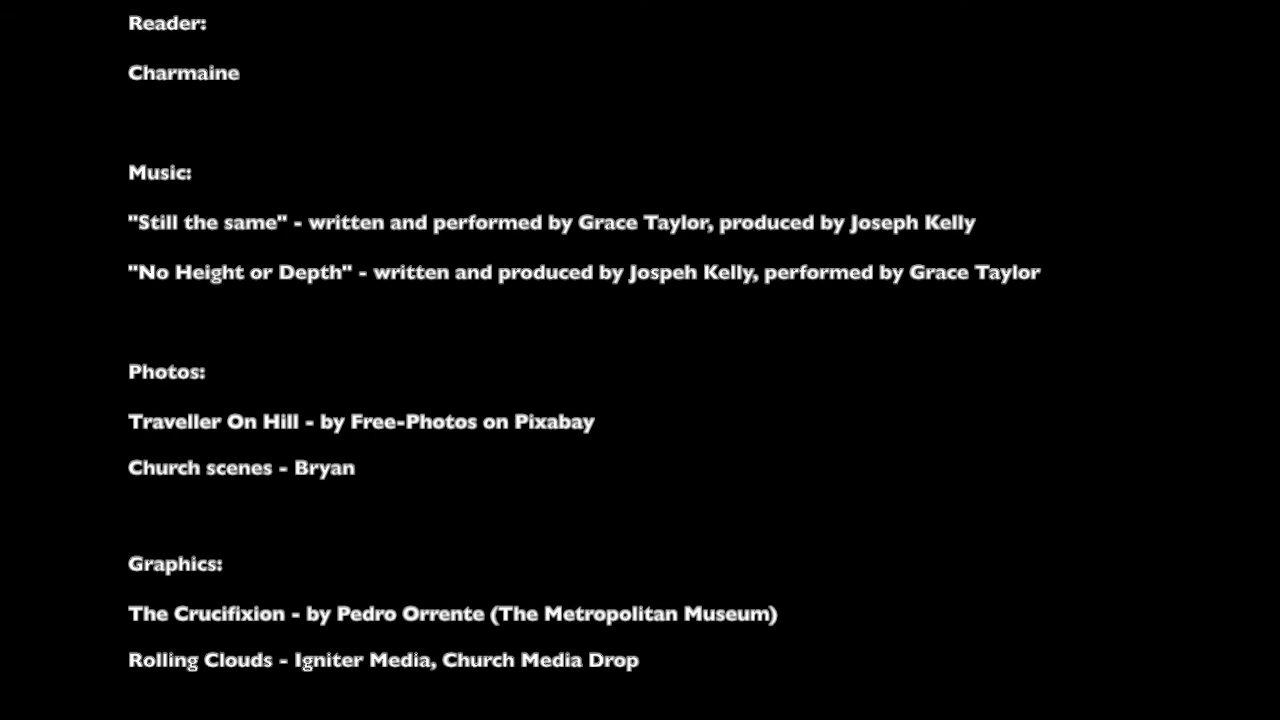 Reader:
Charmaine
Music:
"Still the same" - written and performed by Grace Taylor, produced by Joseph Kelly
"No Height or Depth" - written and produced by Jospeh Kelly, performed by Grace Taylor
Photos:
Traveller On Hill - by Free-Photos on Pixabay
Church scenes - Bryan
Graphics:
The Crucifixion - by Pedro Orrente (The Metropolitan Museum)
Rolling Clouds - Igniter Media, Church Media Drop